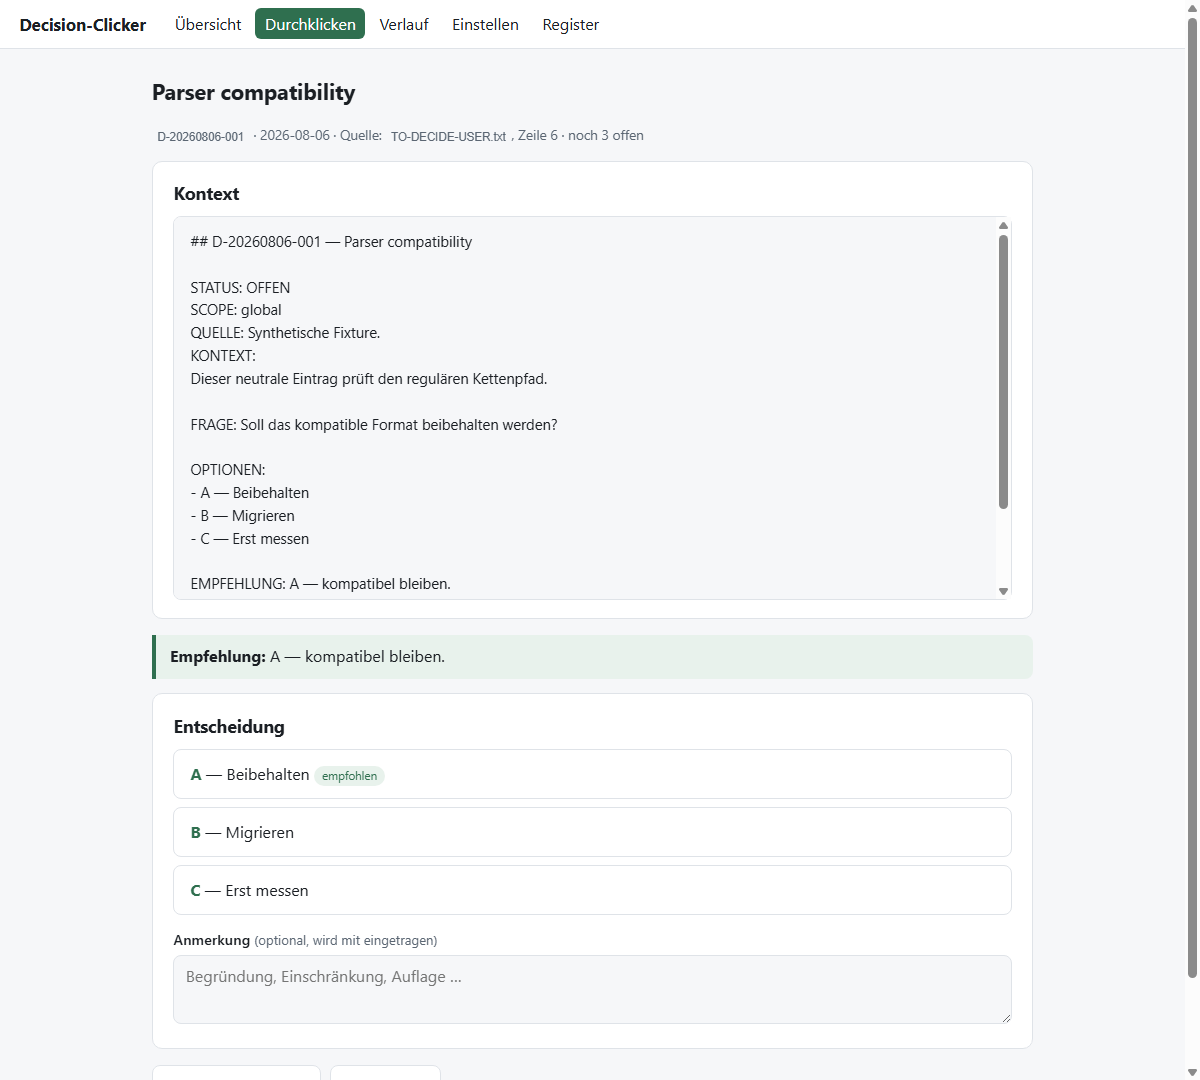 Decision-Clicker Übersicht Durchklicken Verlauf Einstellen Register
Parser compatibility
D-20260806-001 · 2026-08-06 · Quelle: TO-DECIDE-USER.txt , Zeile 6 · noch 3 offen
Kontext
## D-20260806-001 — Parser compatibility
STATUS: OFFEN
SCOPE: global
QUELLE: Synthetische Fixture.
KONTEXT:
Dieser neutrale Eintrag prüft den regulären Kettenpfad.
FRAGE: Soll das kompatible Format beibehalten werden?
OPTIONEN:
- A — Beibehalten
- B — Migrieren
- C — Erst messen
EMPFEHLUNG: A — kompatibel bleiben.
Empfehlung: A — kompatibel bleiben.
Entscheidung
A — Beibehalten empfohlen
B — Migrieren
C — Erst messen
Anmerkung (optional, wird mit eingetragen)
Begründung, Einschränkung, Auflage ...